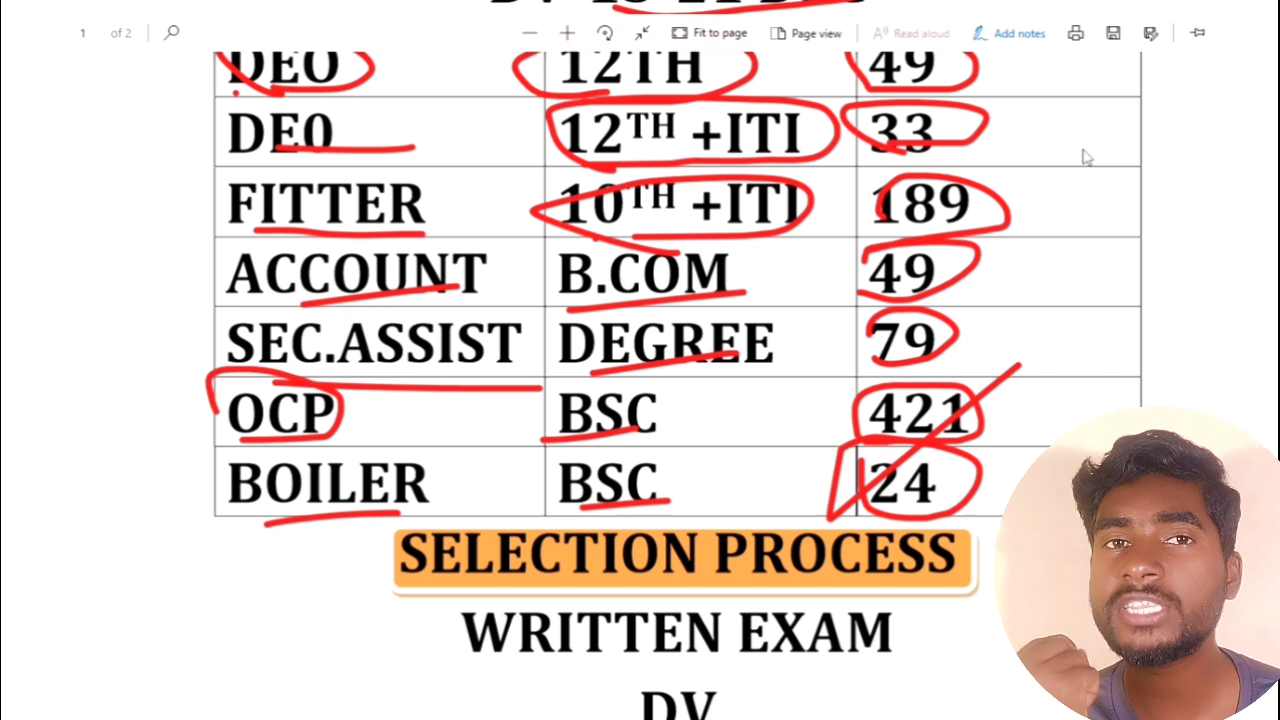 1 of 2 Fit to page Page view Read aloud Add notes
DEO 12TH 49
DE0 12TH +ITI 33
FITTER 10TH +ITI 189
ACCOUNT B.COM 49
SEC.ASSIST DEGREE 79
OCP BSC 421
BOILER BSC 24
SELECTION PROCESS
WRITTEN EXAM
DV